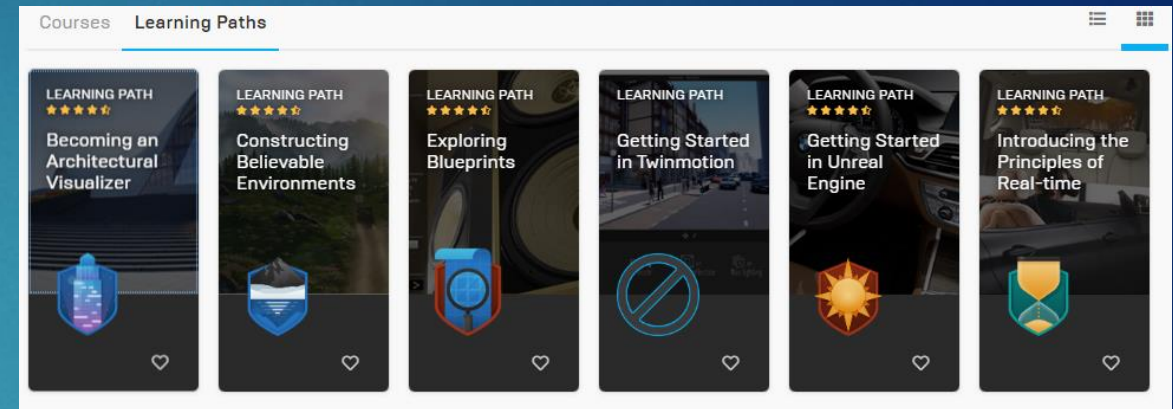 Courses Learning Paths
LEARNING PATH
Becoming an
Architectural
Visualizer
LEARNING PATH
Constructing
Believable
Environments
LEARNING PATH
Exploring
Blueprints
LEARNING PATH
Getting Started
in Twinmotion
LEARNING PATH
Getting Started
in Unreal
Engine
LEARNING PATH
Introducing the
Principles of
Real-time